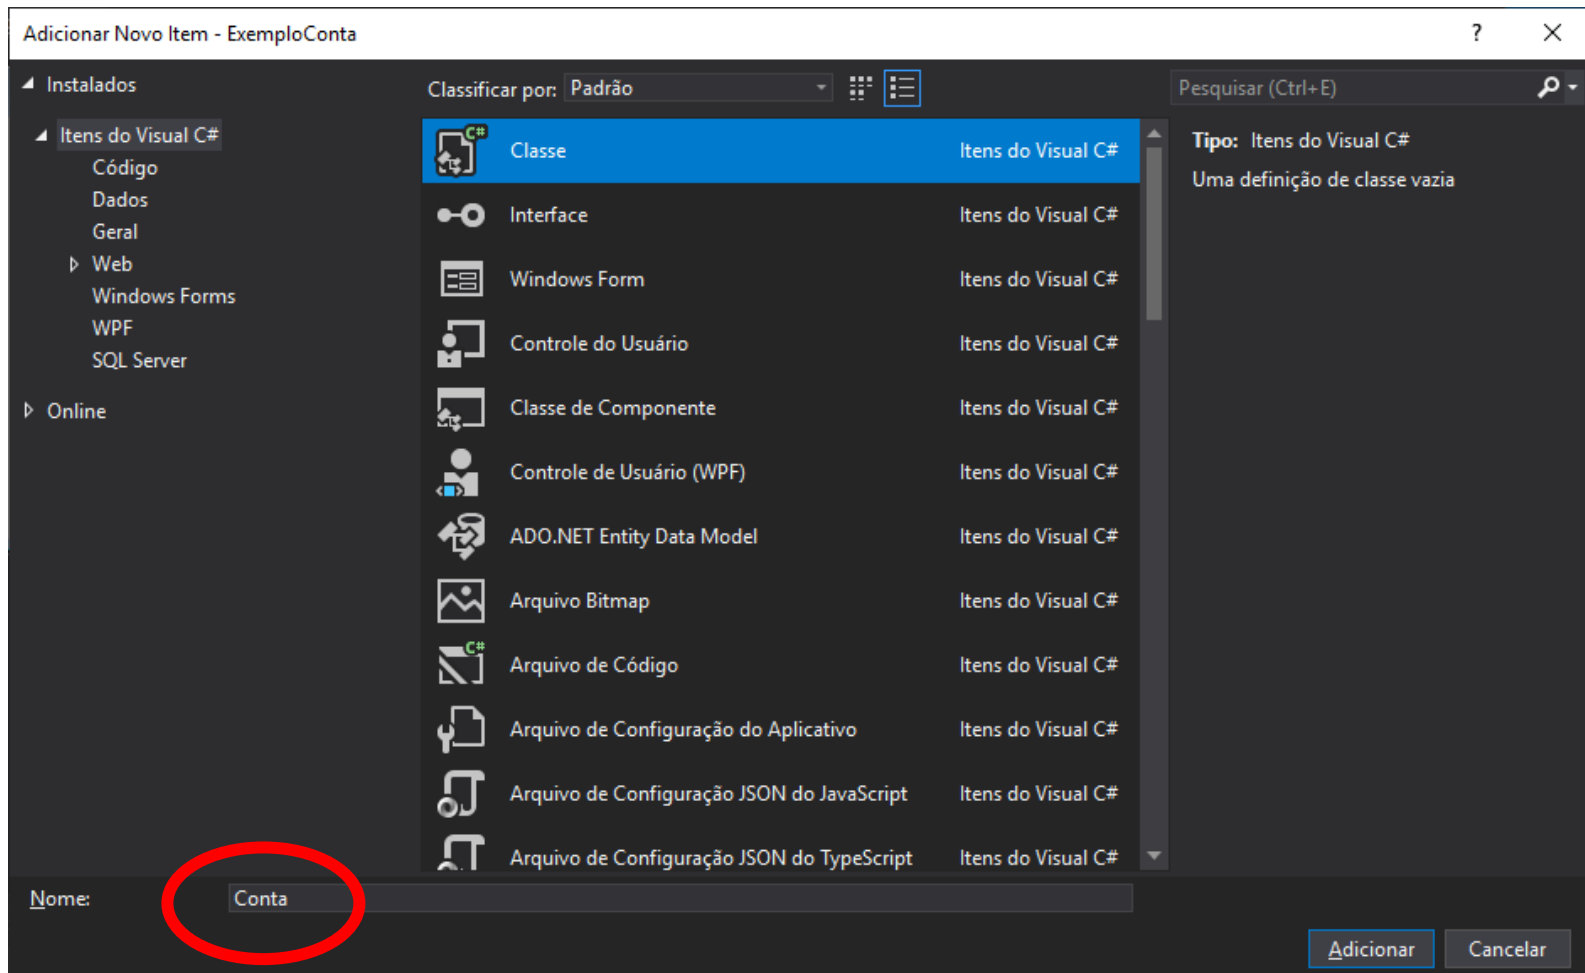 Adicionar Novo Item - ExemploConta
?
Instalados
Classificar por: Padrão
Pesquisar (Ctrl+E)
Itens do Visual C#
Código
Dados
Geral
Web
Windows Forms
WPF
SQL Server
Online
C#
Classe Itens do Visual C#
Interface Itens do Visual C#
Windows Form Itens do Visual C#
Controle do Usuário Itens do Visual C#
Classe de Componente Itens do Visual C#
Controle de Usuário (WPF) Itens do Visual C#
ADO.NET Entity Data Model Itens do Visual C#
Arquivo Bitmap Itens do Visual C#
C#
Arquivo de Código Itens do Visual C#
Arquivo de Configuração do Aplicativo Itens do Visual C#
Arquivo de Configuração JSON do JavaScript Itens do Visual C#
Arquivo de Configuração JSON do TypeScript Itens do Visual C#
Tipo: Itens do Visual C#
Uma definição de classe vazia
Nome: Conta
Adicionar Cancelar